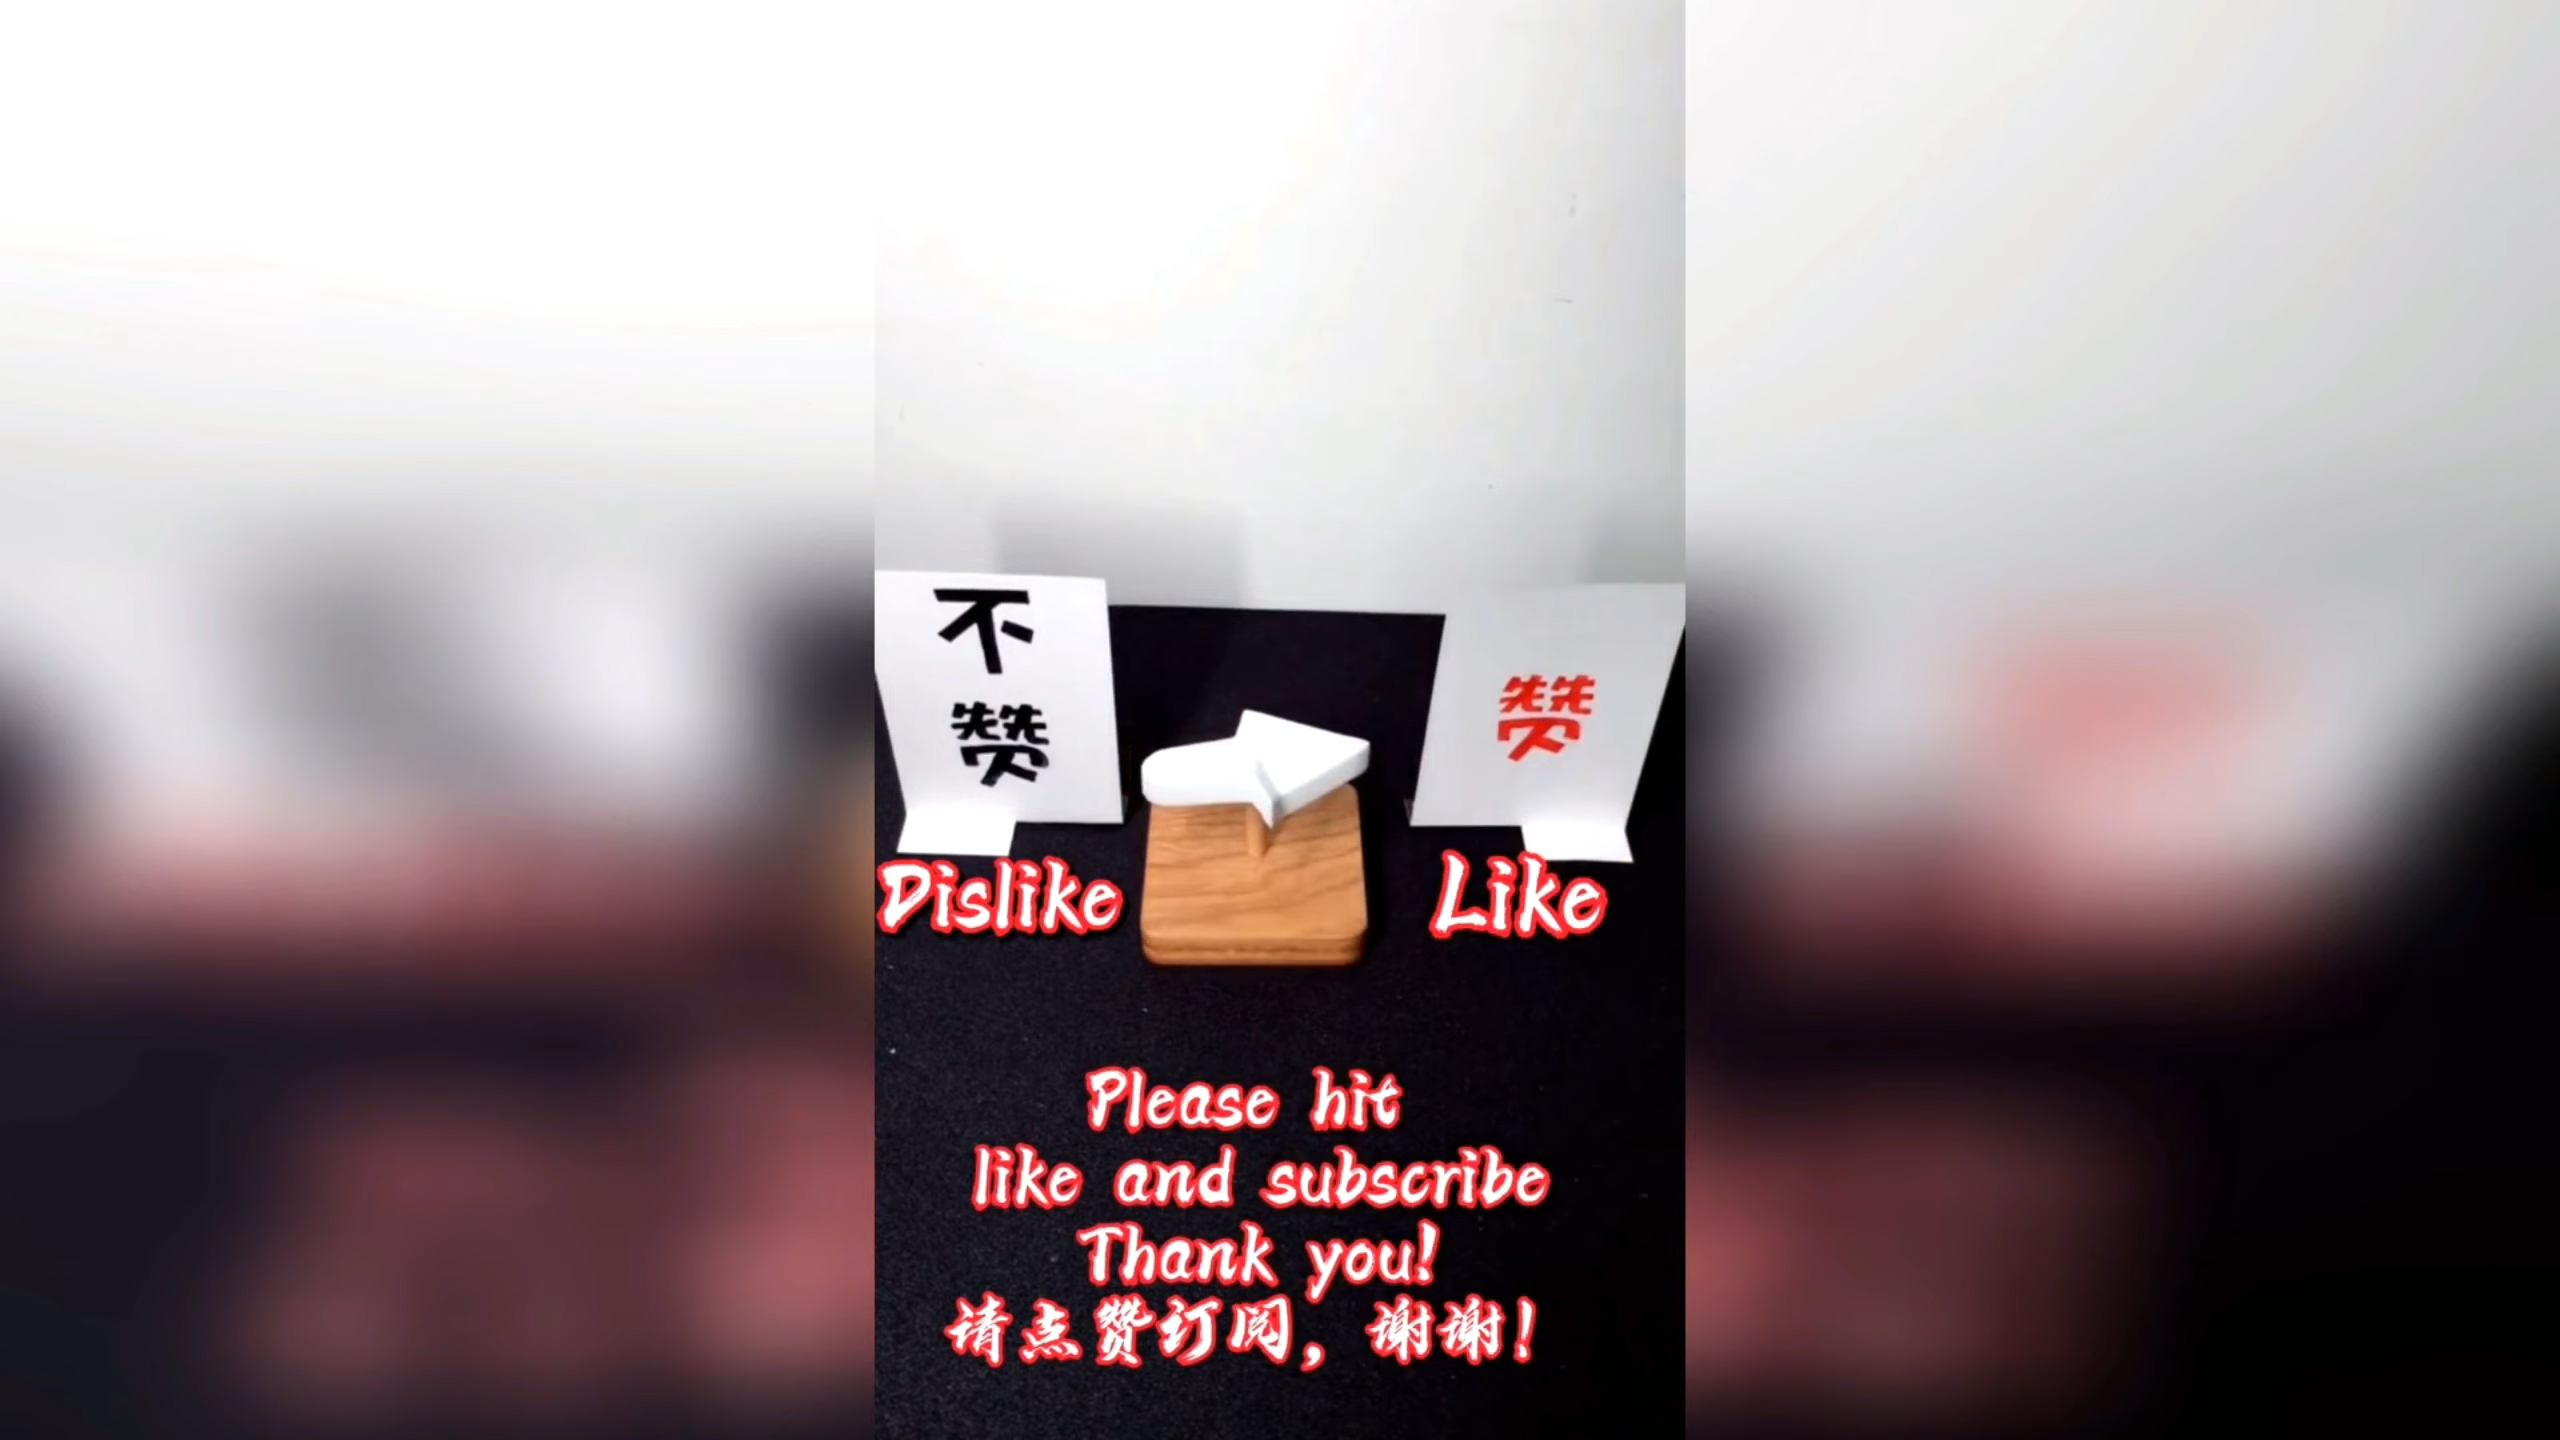 不
赞
赞
Dislike
Like
Please hit
like and subscribe
Thank you!
请点赞订阅，谢谢！